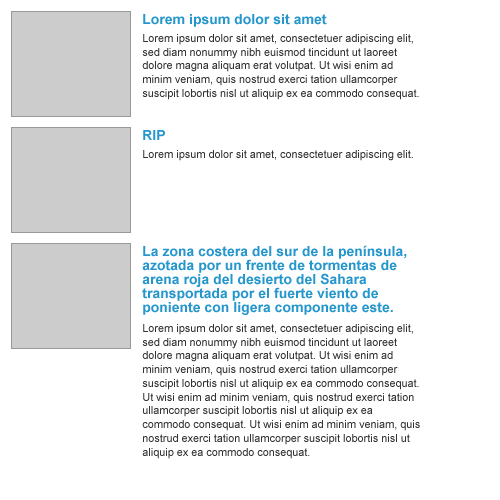 Lorem ipsum dolor sit amet
Lorem ipsum dolor sit amet, consectetuer adipiscing elit,
sed diam nonummy nibh euismod tincidunt ut laoreet
dolore magna aliquam erat volutpat. Ut wisi enim ad
minim veniam, quis nostrud exerci tation ullamcorper
suscipit lobortis nisl ut aliquip ex ea commodo consequat.
RIP
Lorem ipsum dolor sit amet, consectetuer adipiscing elit.
La zona costera del sur de la península,
azotada por un frente de tormentas de
arena roja del desierto del Sahara
transportada por el fuerte viento de
poniente con ligera componente este.
Lorem ipsum dolor sit amet, consectetuer adipiscing elit,
sed diam nonummy nibh euismod tincidunt ut laoreet
dolore magna aliquam erat volutpat. Ut wisi enim ad
minim veniam, quis nostrud exerci tation ullamcorper
suscipit lobortis nisl ut aliquip ex ea commodo consequat.
Ut wisi enim ad minim veniam, quis nostrud exerci tation
ullamcorper suscipit lobortis nisl ut aliquip ex ea
commodo consequat. Ut wisi enim ad minim veniam, quis
nostrud exerci tation ullamcorper suscipit lobortis nisl ut
aliquip ex ea commodo consequat.